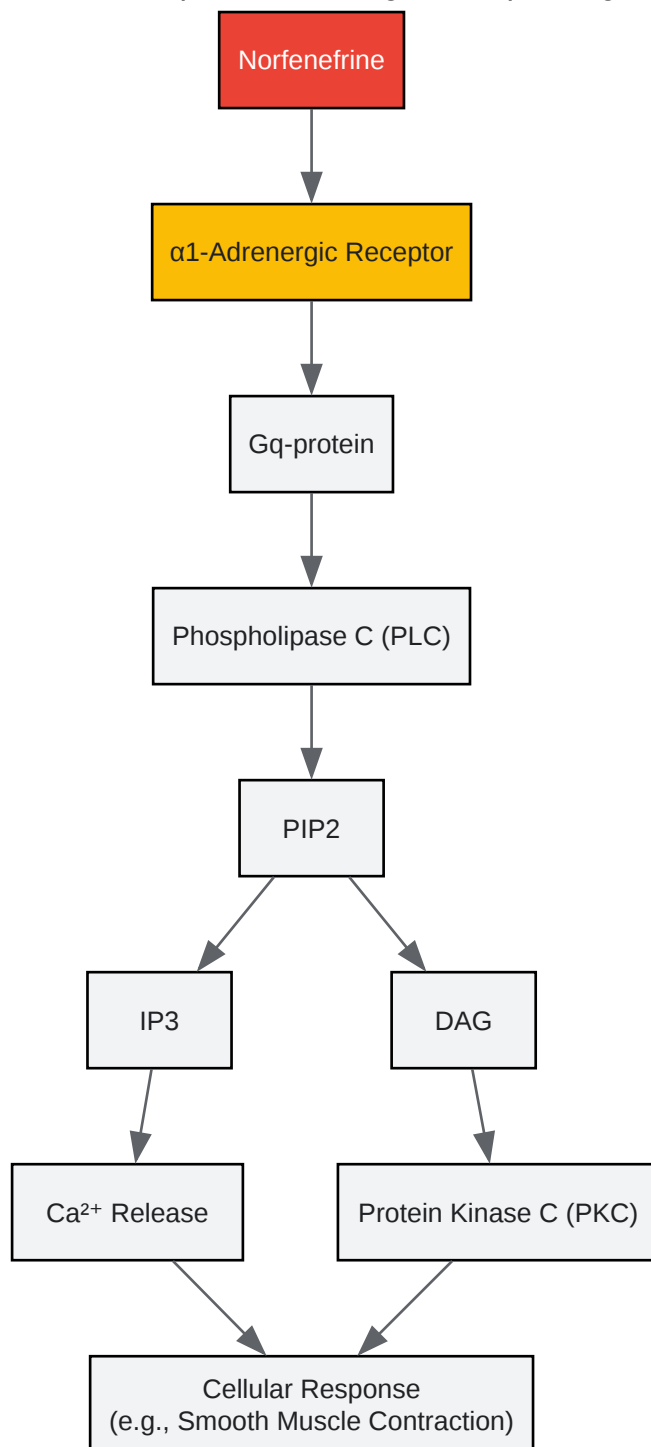 Norfenefrine
α1-Adrenergic Receptor
Gq-protein
Phospholipase C (PLC)
PIP2
IP3
DAG
Ca²⁺ Release
Protein Kinase C (PKC)
Cellular Response
(e.g., Smooth Muscle Contraction)